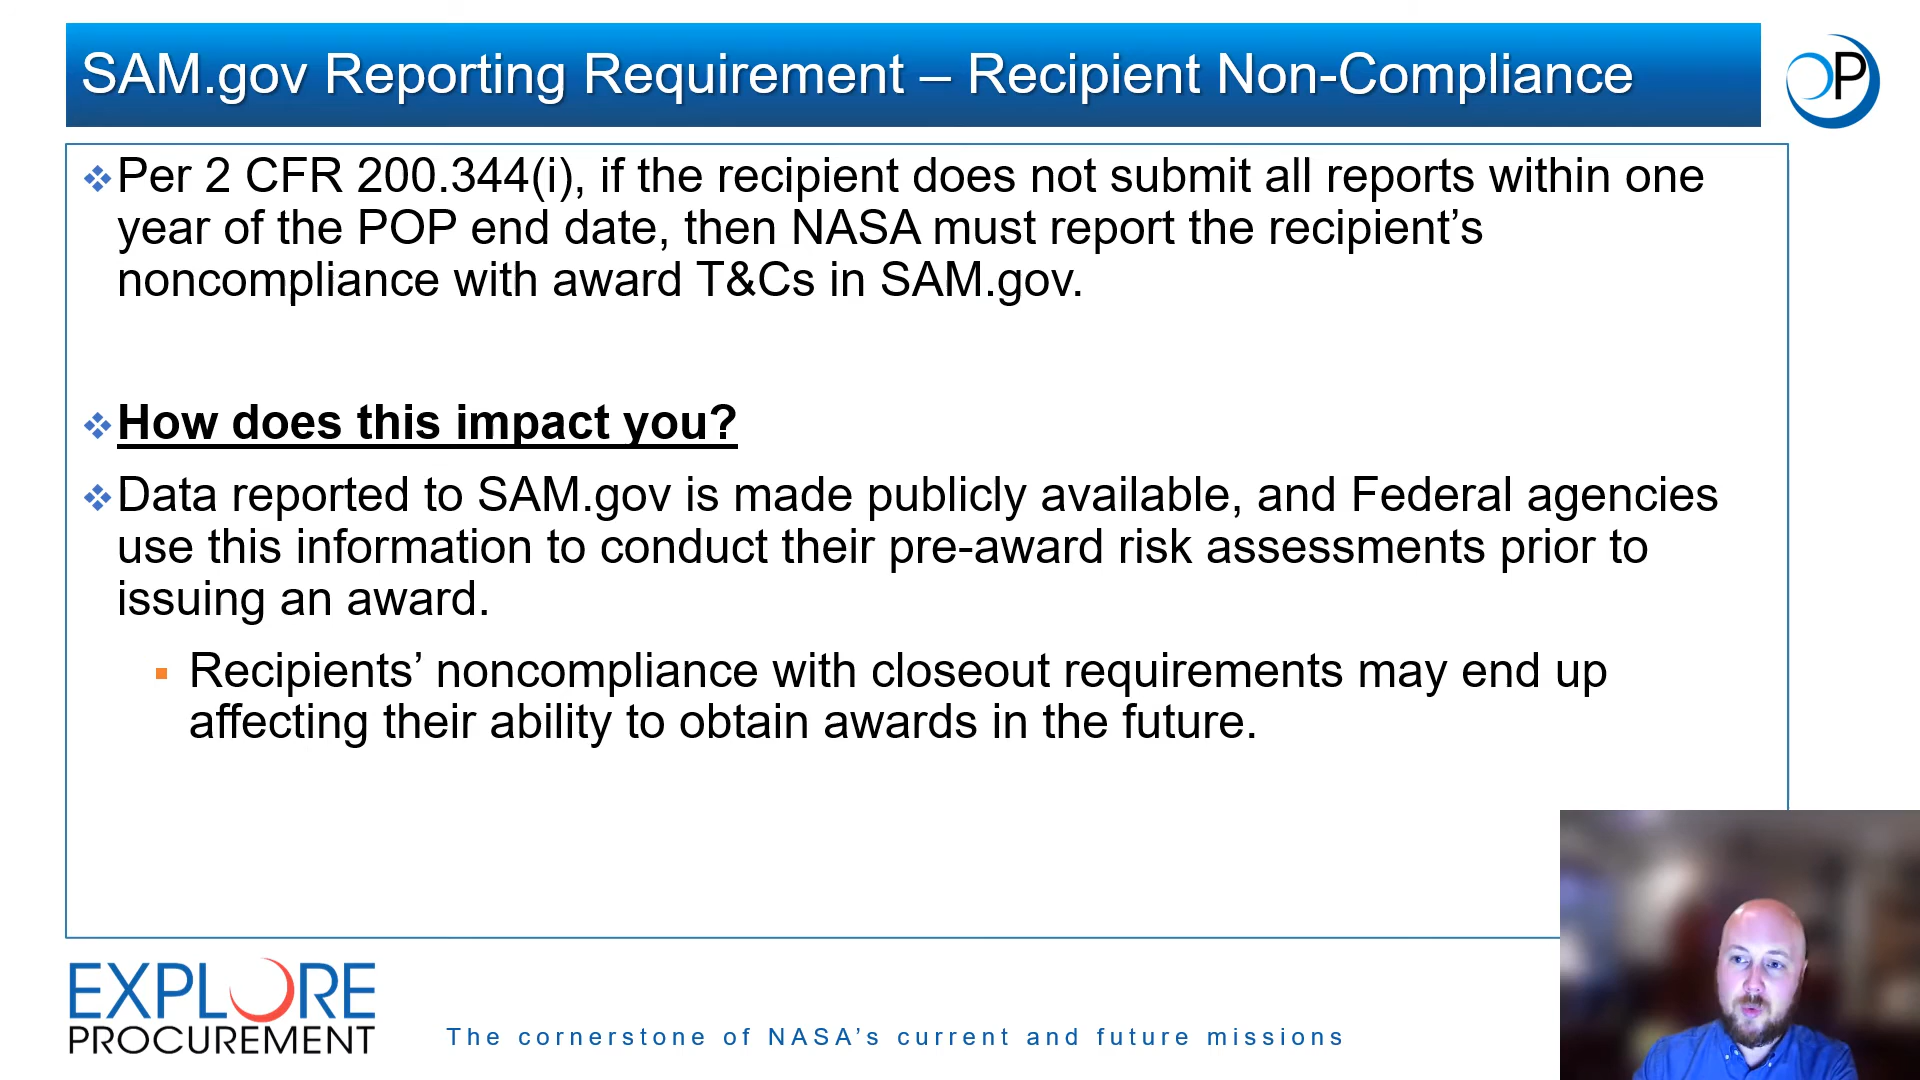 SAM.gov Reporting Requirement – Recipient Non-Compliance
OP
Per 2 CFR 200.344(i), if the recipient does not submit all reports within one
year of the POP end date, then NASA must report the recipient’s
noncompliance with award T&Cs in SAM.gov.
How does this impact you?
Data reported to SAM.gov is made publicly available, and Federal agencies
use this information to conduct their pre-award risk assessments prior to
issuing an award.
Recipients’ noncompliance with closeout requirements may end up
affecting their ability to obtain awards in the future.
EXPLORE
PROCUREMENT
The cornerstone of NASA’s current and future missions